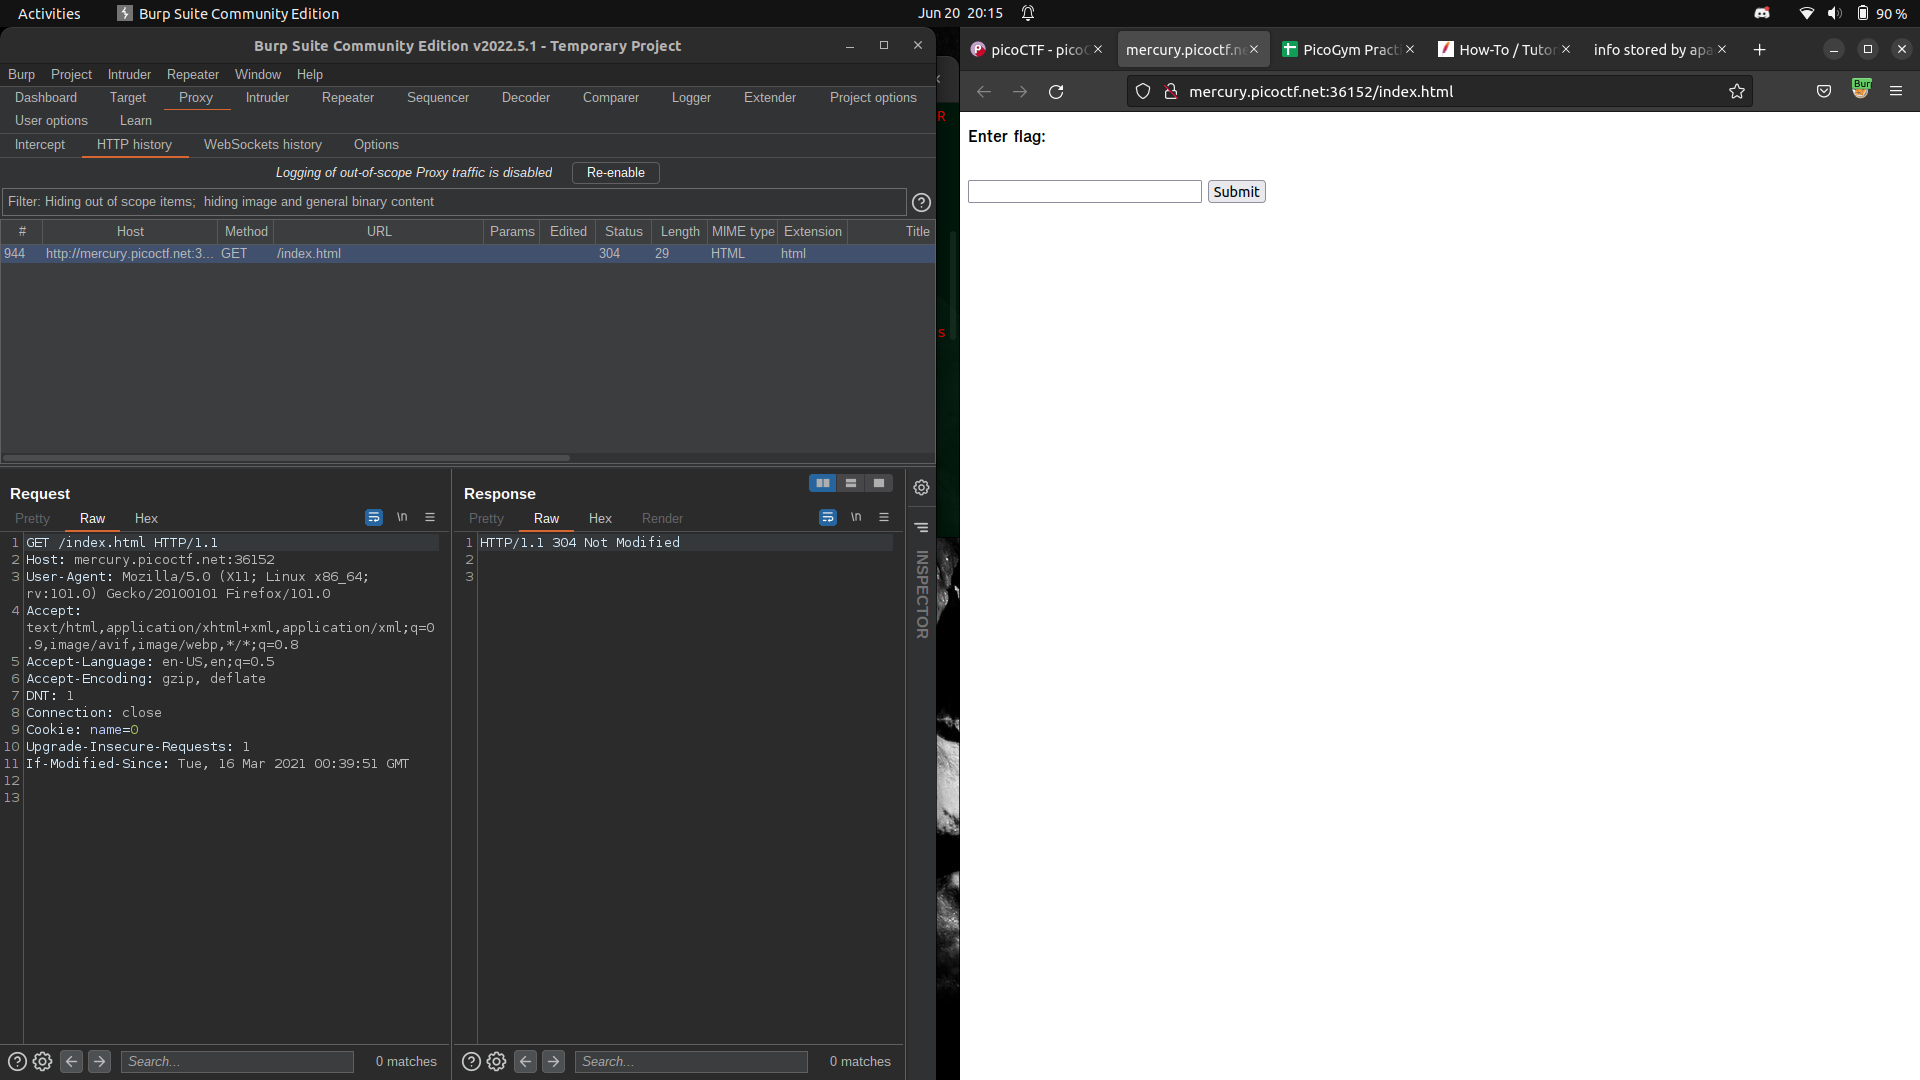 Activities
Burp Suite Community Edition
Jun 20 20:15
90 %
Burp Suite Community Edition v2022.5.1 - Temporary Project
Burp Project Intruder Repeater Window Help
Dashboard Target Proxy Intruder Repeater Sequencer Decoder Comparer Logger Extender Project options
User options Learn
Intercept HTTP history WebSockets history Options
Logging of out-of-scope Proxy traffic is disabled Re-enable
Filter: Hiding out of scope items; hiding image and general binary content
# Host Method URL Params Edited Status Length MIME type Extension Title
944 http://mercury.picoctf.net:3... GET /index.html 304 29 HTML html
Request
Pretty Raw Hex \n
1 GET /index.html HTTP/1.1
2 Host: mercury.picoctf.net:36152
3 User-Agent: Mozilla/5.0 (X11; Linux x86_64;
rv:101.0) Gecko/20100101 Firefox/101.0
4 Accept:
text/html,application/xhtml+xml,application/xml;q=0
.9,image/avif,image/webp,*/*;q=0.8
5 Accept-Language: en-US,en;q=0.5
6 Accept-Encoding: gzip, deflate
7 DNT: 1
8 Connection: close
9 Cookie: name=0
10 Upgrade-Insecure-Requests: 1
11 If-Modified-Since: Tue, 16 Mar 2021 00:39:51 GMT
12
13
Search... 0 matches
Response
Pretty Raw Hex Render \n
1 HTTP/1.1 304 Not Modified
2
3
Search... 0 matches
INSPECTOR
R
s
picoCTF - picoC
mercury.picoctf.ne
PicoGym Practi
How-To / Tutor
info stored by apa
mercury.picoctf.net:36152/index.html
Bur
Enter flag:
Submit